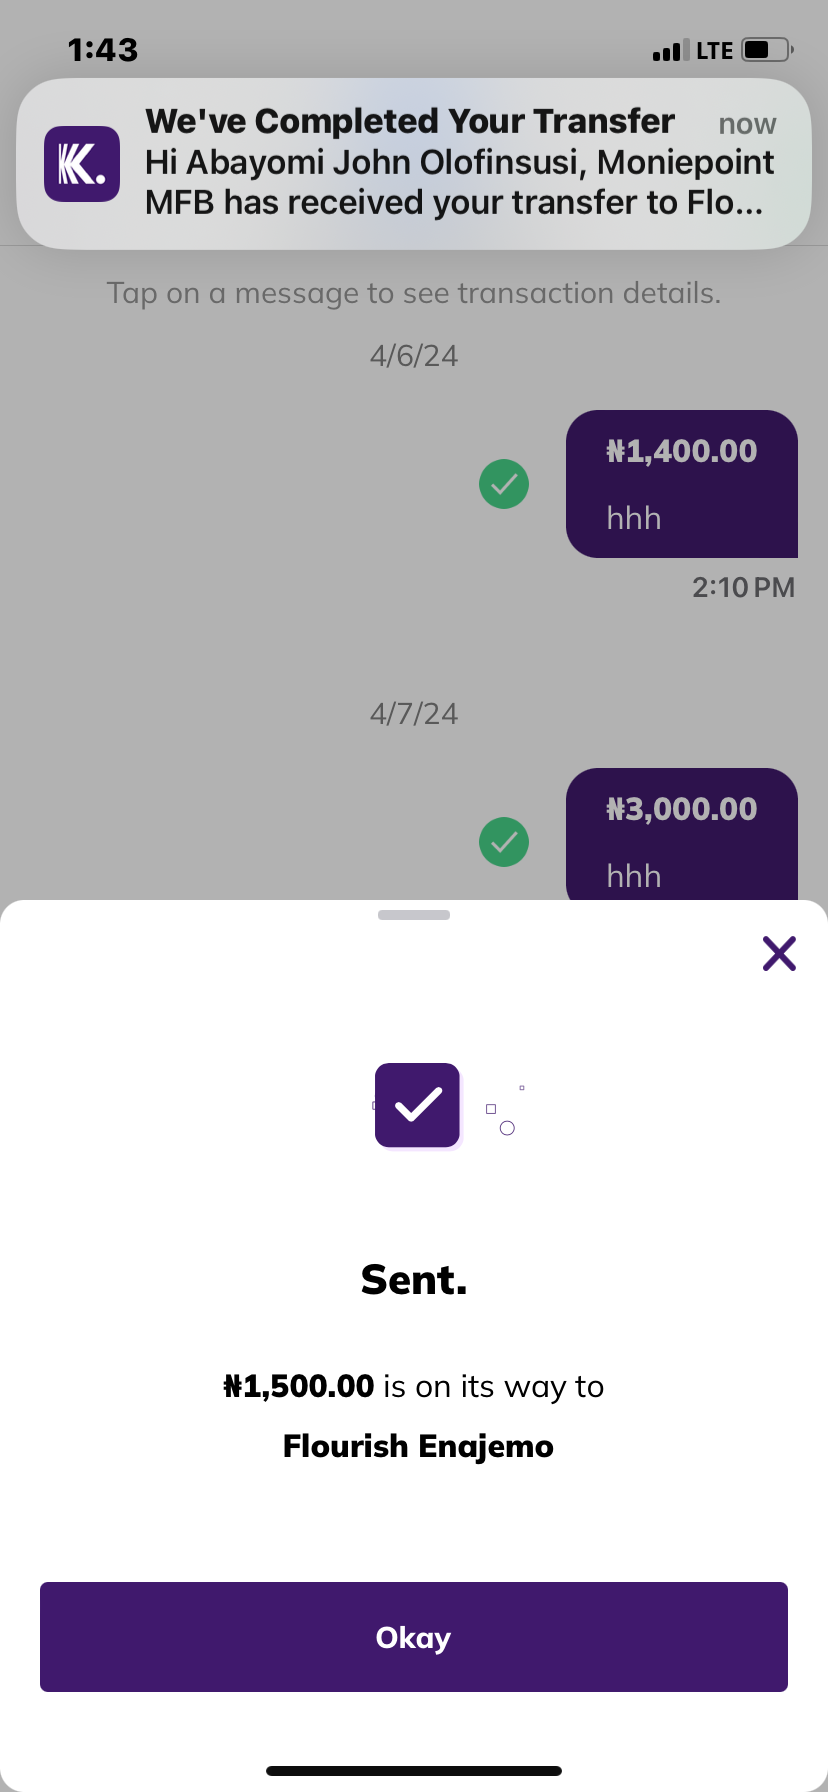 1:43
LTE
We've Completed Your Transfer now
Hi Abayomi John Olofinsusi, Moniepoint
MFB has received your transfer to Flo...
K.
Tap on a message to see transaction details.
4/6/24
₦1,400.00
hhh
2:10 PM
4/7/24
₦3,000.00
hhh
Sent.
₦1,500.00 is on its way to
Flourish Enajemo
Okay